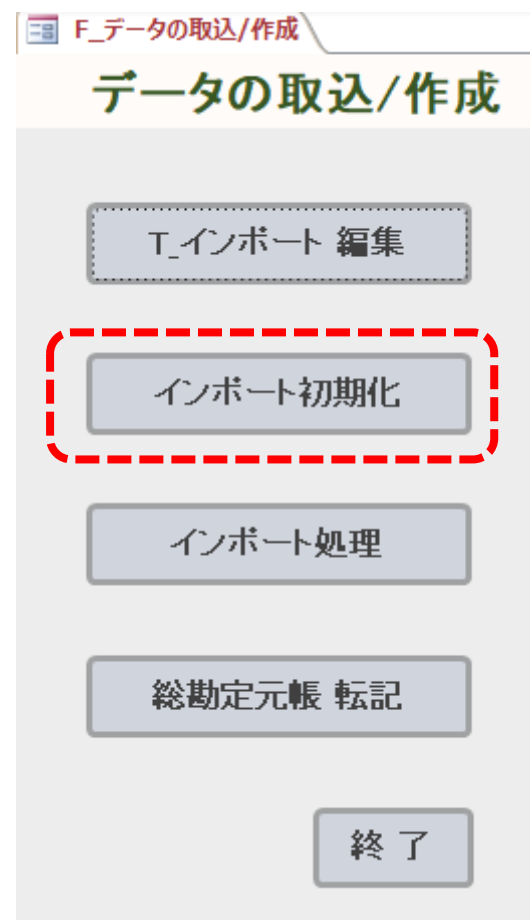 F_データの取込/作成
データの取込/作成
T_インポート 編集
インポート初期化
インポート処理
総勘定元帳 転記
終 了